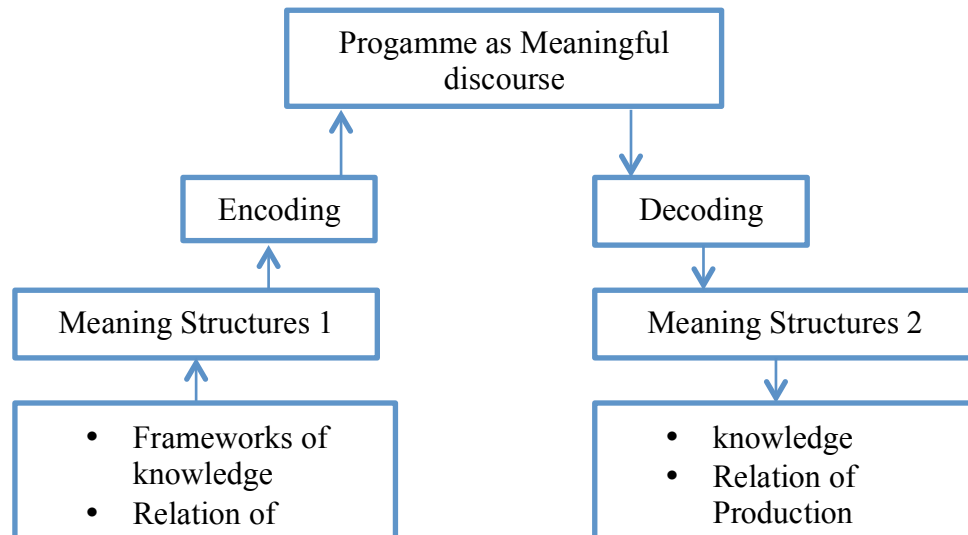 Progamme as Meaningful
discourse
Encoding
Decoding
Meaning Structures 1
Meaning Structures 2
• Frameworks of
knowledge
• Relation of
• knowledge
• Relation of
Production